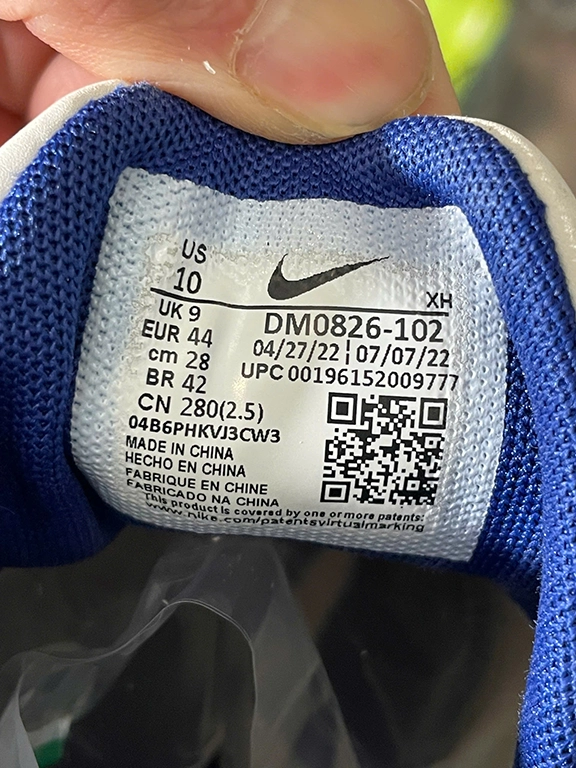 US
10
XH
UK 9
DM0826-102
EUR 44
04/27/22 ¦ 07/07/22
cm 28
UPC 00196152009777
BR 42
CN 280(2.5)
04B6PHKVJ3CW3
MADE IN CHINA
HECHO EN CHINA
FABRIQUE EN CHINE
FABRICADO NA CHINA
This product is covered by one or more patents:
www.nike.com/patentsvirtualmarking